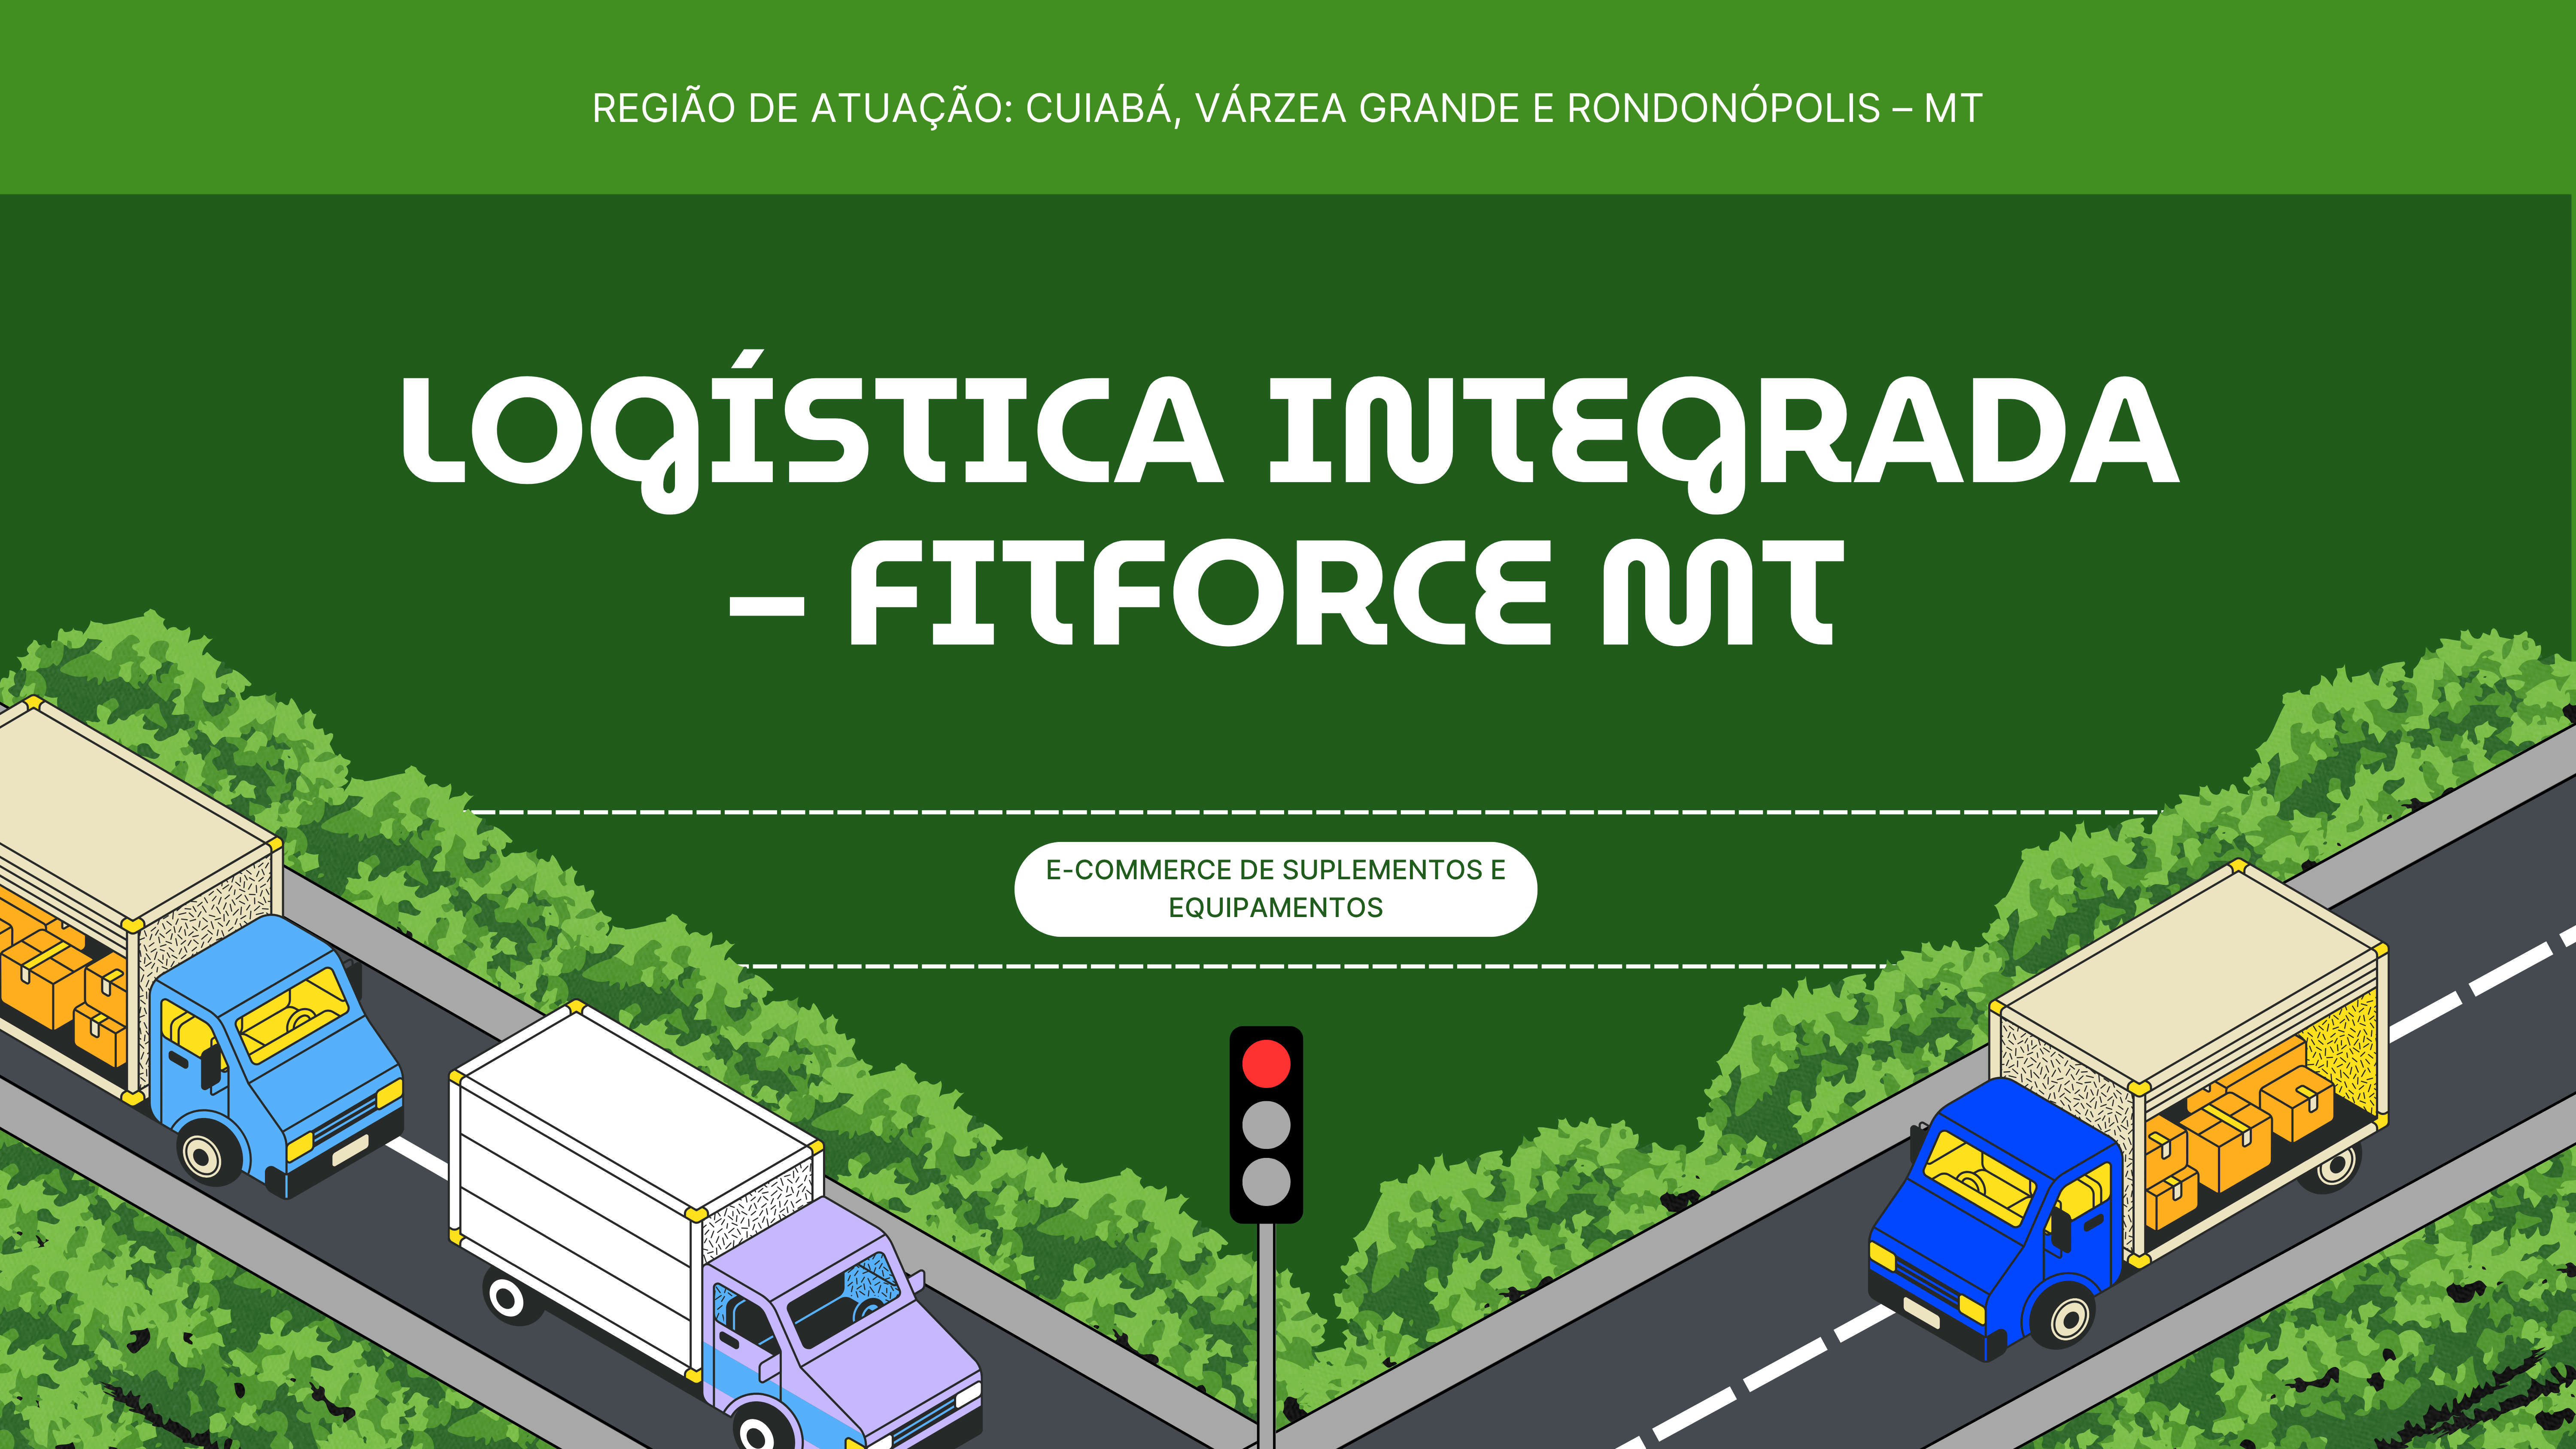 REGIÃO DE ATUAÇÃO: CUIABÁ, VÁRZEA GRANDE E RONDONÓPOLIS – MT
LOGÍSTICA INTEGRADA
– FITFORCE MT
E-COMMERCE DE SUPLEMENTOS E
EQUIPAMENTOS